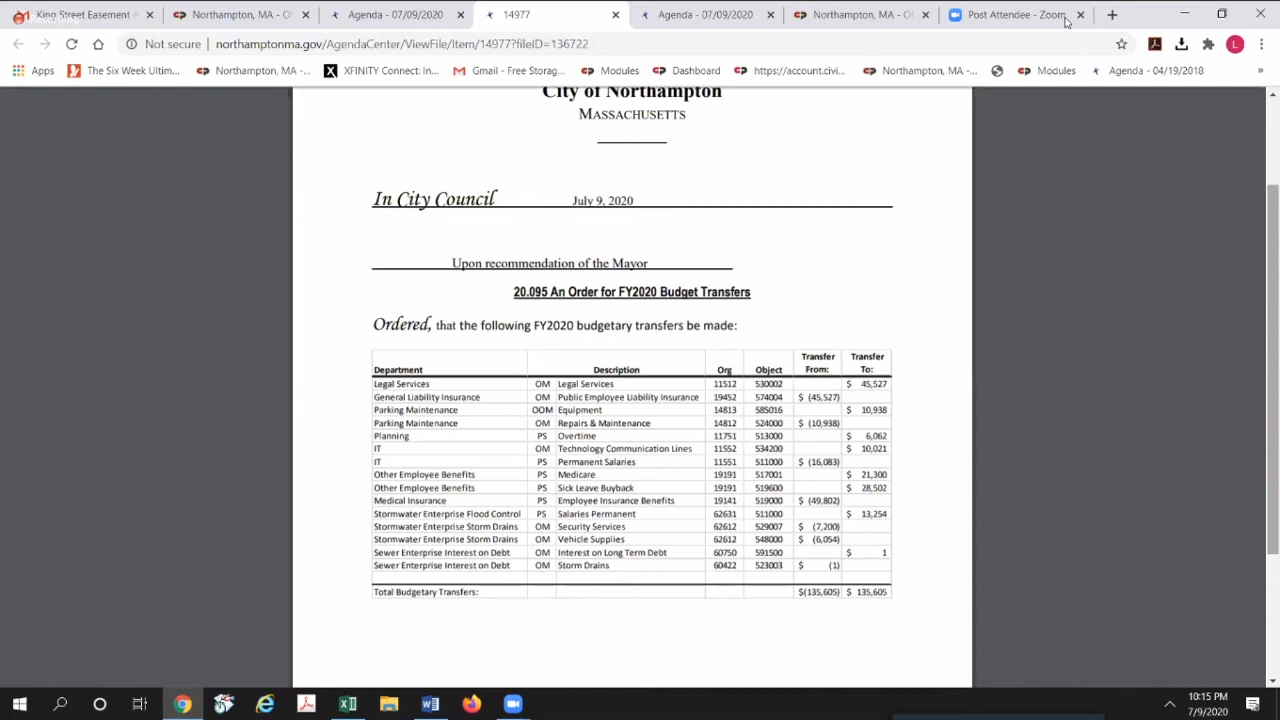 King Street Easement A
Northampton, MA - O
Agenda - 07/09/2020
14977
Agenda - 07/09/2020
Northampton, MA - O
Post Attendee - Zoom
Not secure northamptonma.gov/AgendaCenter/ViewFile/Item/14977?fileID=136722
Apps The Six Week Ultim... Northampton, MA -... XFINITY Connect: In... Gmail - Free Storag... Modules Dashboard https://account.civi... Northampton, MA -... Modules Agenda - 04/19/2018 »
City of Northampton
MASSACHUSETTS
In City Council July 9, 2020
Upon recommendation of the Mayor
20.095 An Order for FY2020 Budget Transfers
Ordered, that the following FY2020 budgetary transfers be made:
Department Description Org Object Transfer From: Transfer To:
Legal Services OM Legal Services 11512 530002 $ 45,527
General Liability Insurance OM Public Employee Liability Insurance 19452 574004 $ (45,527)
Parking Maintenance OOM Equipment 14813 585016 $ 10,938
Parking Maintenance OM Repairs & Maintenance 14812 524000 $ (10,938)
Planning PS Overtime 11751 513000 $ 6,062
IT OM Technology Communication Lines 11552 534200 $ 10,021
IT PS Permanent Salaries 11551 511000 $ (16,083)
Other Employee Benefits PS Medicare 19191 517001 $ 21,300
Other Employee Benefits PS Sick Leave Buyback 19191 519600 $ 28,502
Medical Insurance PS Employee Insurance Benefits 19141 519000 $ (49,802)
Stormwater Enterprise Flood Control PS Salaries Permanent 62631 511000 $ 13,254
Stormwater Enterprise Storm Drains OM Security Services 62612 529007 $ (7,200)
Stormwater Enterprise Storm Drains OM Vehicle Supplies 62612 548000 $ (6,054)
Sewer Enterprise Interest on Debt OM Interest on Long Term Debt 60750 591500 $ 1
Sewer Enterprise Interest on Debt OM Storm Drains 60422 523003 $ (1)
Total Budgetary Transfers: $(135,605) $ 135,605
10:15 PM
7/9/2020